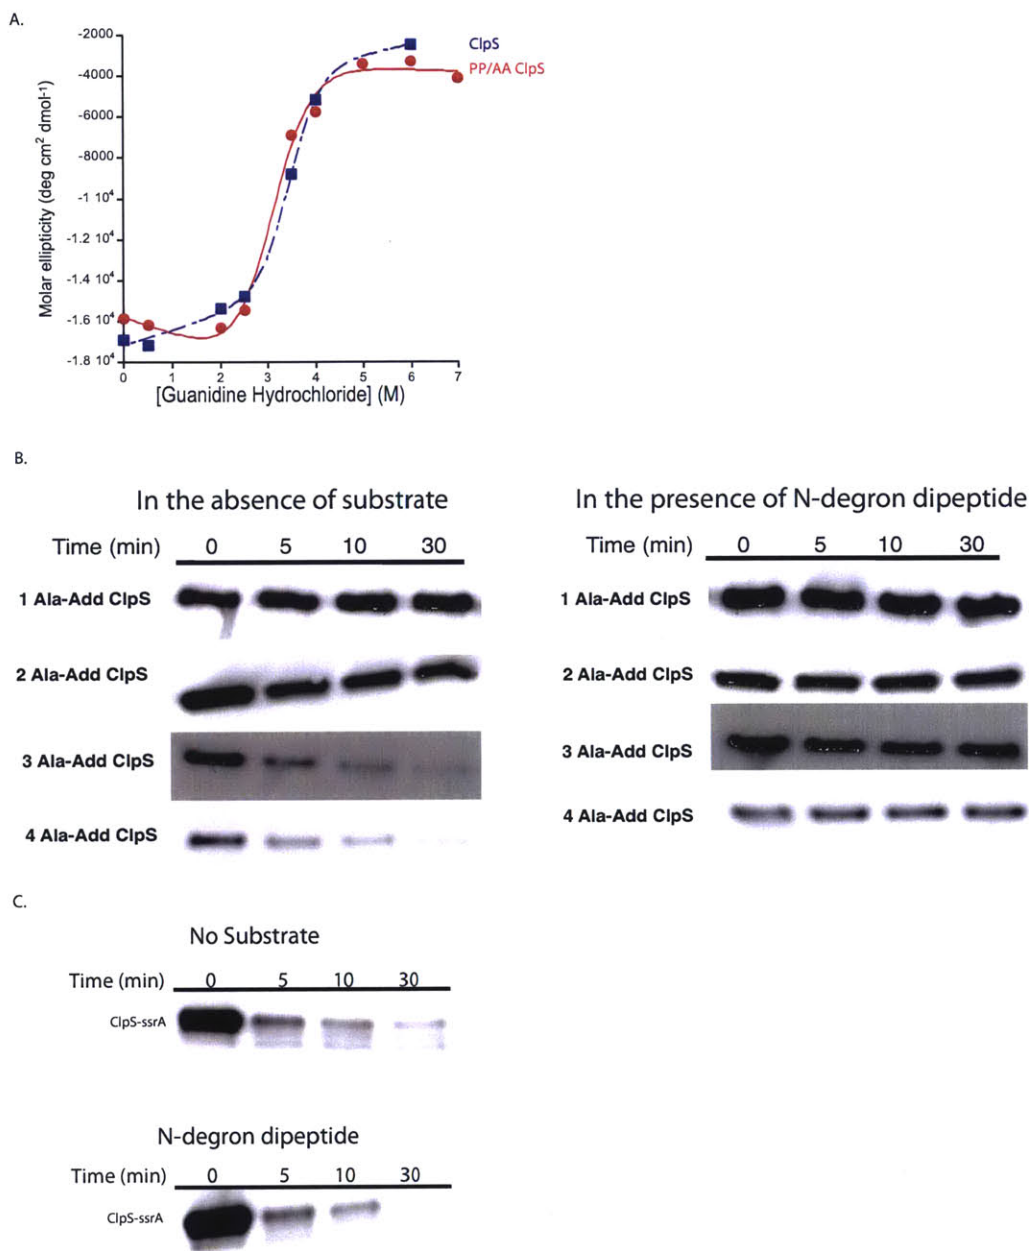 A.
-2000
-4000
-6000
-8000
-1 10⁴
-1.2 10⁴
-1.4 10⁴
-1.6 10⁴
-1.8 10⁴
Molar ellipticity (deg cm² dmol-¹)
ClpS
PP/AA ClpS
0 1 2 3 4 5 6 7
[Guanidine Hydrochloride] (M)
B.
In the absence of substrate
Time (min) 0 5 10 30
1 Ala-Add ClpS
2 Ala-Add ClpS
3 Ala-Add ClpS
4 Ala-Add ClpS
In the presence of N-degron dipeptide
Time (min) 0 5 10 30
1 Ala-Add ClpS
2 Ala-Add ClpS
3 Ala-Add ClpS
4 Ala-Add ClpS
C.
No Substrate
Time (min) 0 5 10 30
ClpS-ssrA
N-degron dipeptide
Time (min) 0 5 10 30
ClpS-ssrA